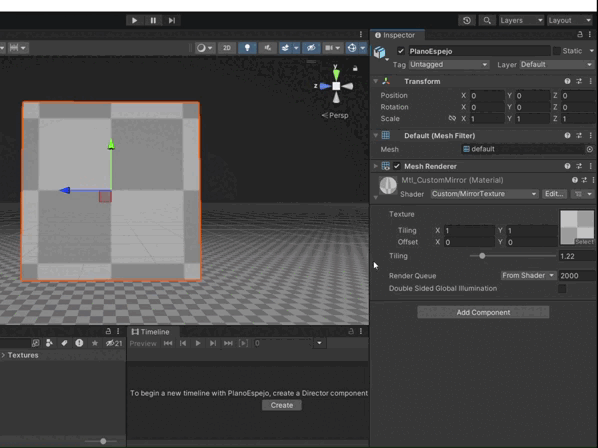 Layers
Layout
2D
y
z
Persp
Inspector
PlanoEspejo
Static
Tag Untagged Layer Default
Transform
Position X 0 Y 0 Z 0
Rotation X 0 Y 0 Z 0
Scale X 1 Y 1 Z 1
Default (Mesh Filter)
Mesh default
Mesh Renderer
Mtl_CustomMirror (Material)
Shader Custom/MirrorTexture Edit...
Texture
Tiling X 1 Y 1
Offset X 0 Y 0
Select
Tiling 1.22
Render Queue From Shader 2000
Double Sided Global Illumination
Add Component
21
Textures
Timeline
Preview 0
To begin a new timeline with PlanoEspejo, create a Director component
Create